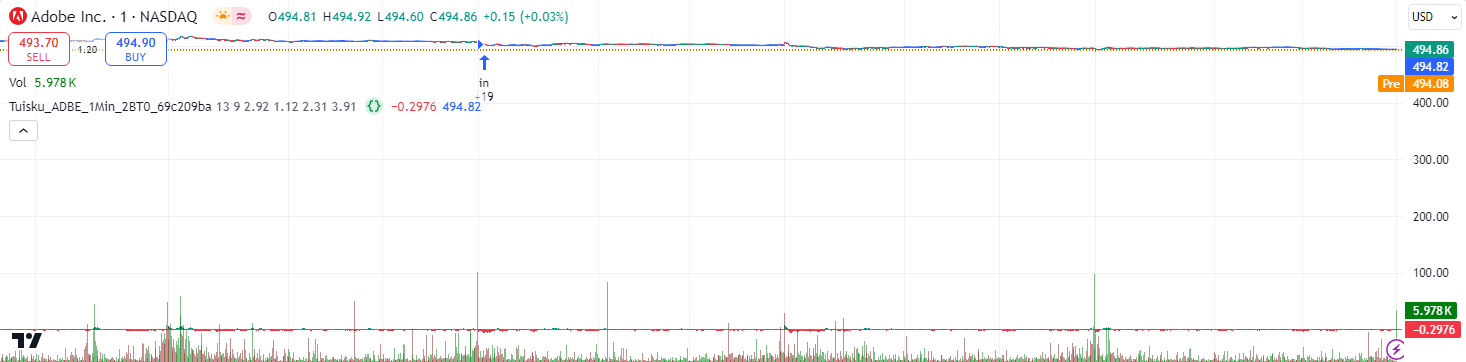 Adobe Inc. · 1 · NASDAQ O494.81 H494.92 L494.60 C494.86 +0.15 (+0.03%)
USD
493.70 SELL
1.20
494.90 BUY
Vol 5.978 K
Tuisku_ADBE_1Min_2BT0_69c209ba 13 9 2.92 1.12 2.31 3.91 {} −0.2976 494.82
in
+19
494.86
494.82
Pre 494.08
400.00
300.00
200.00
100.00
5.978 K
−0.2976